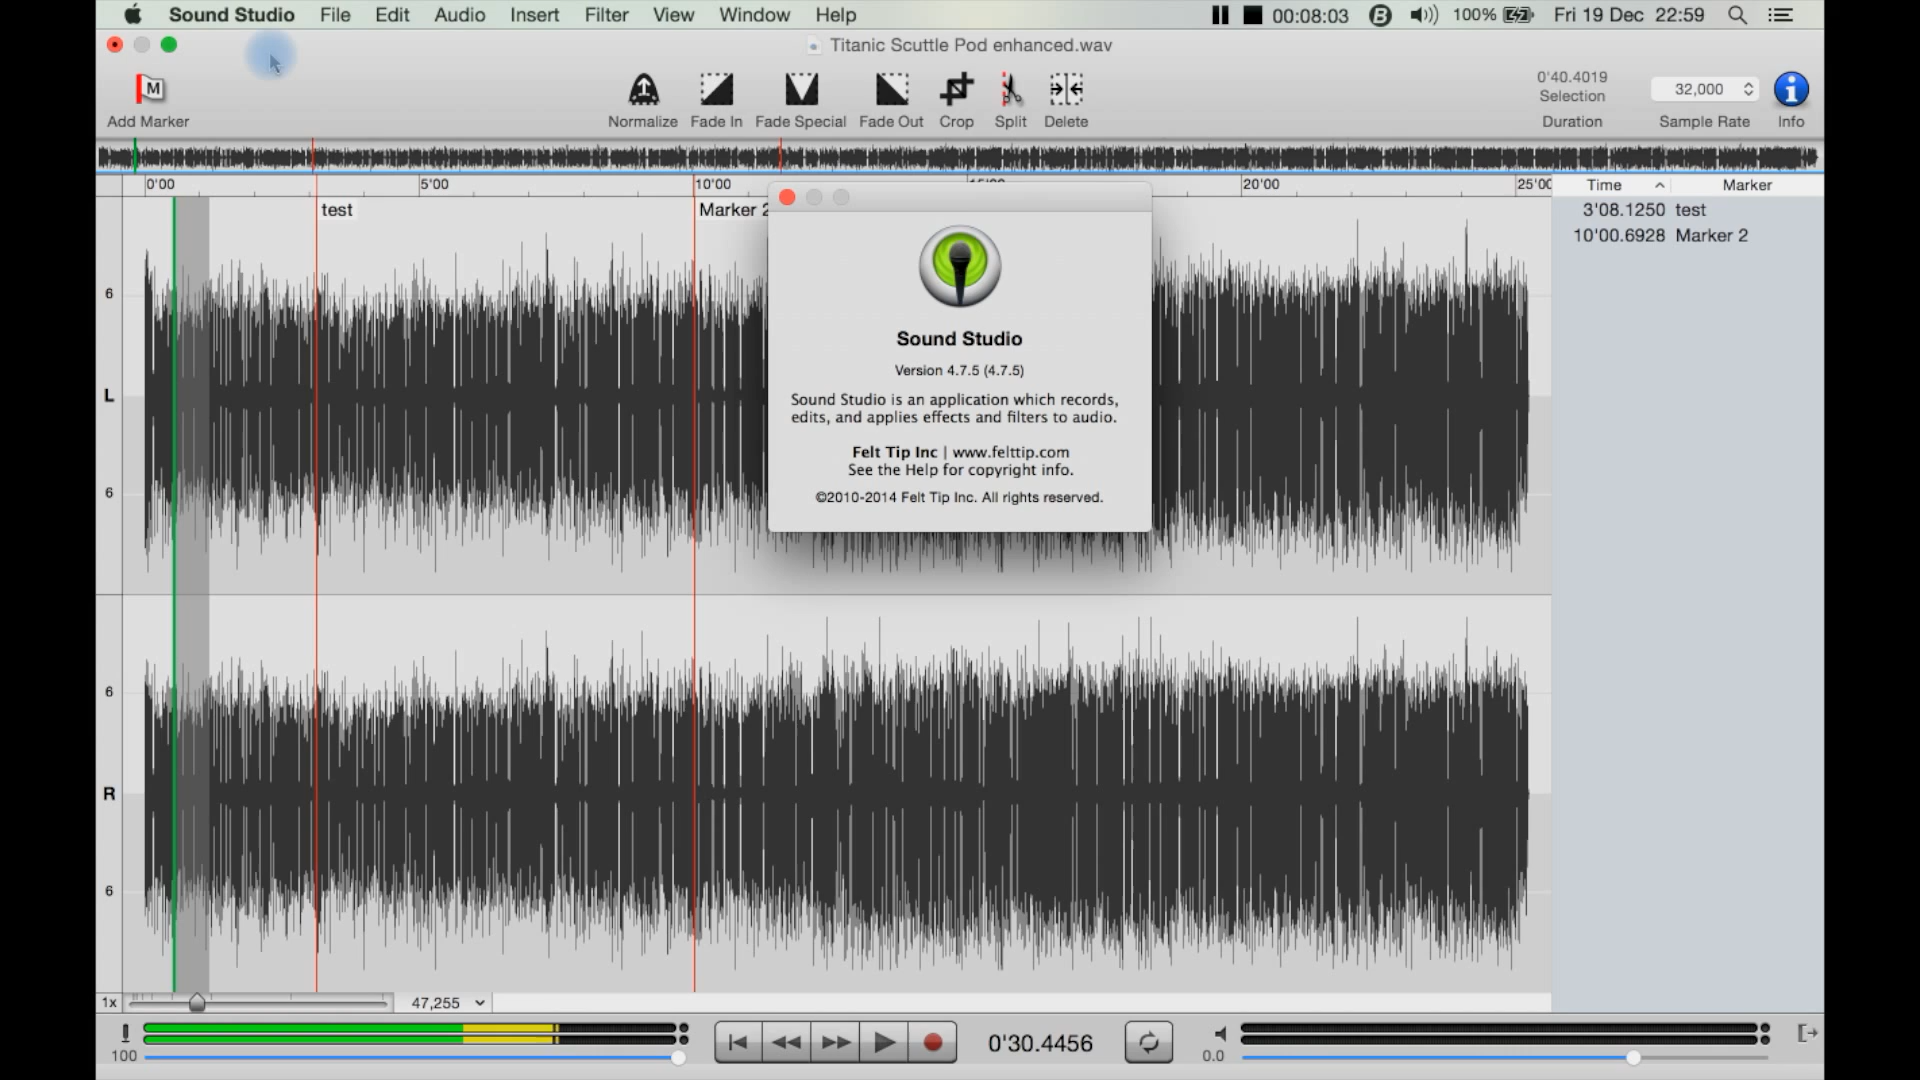 Sound Studio File Edit Audio Insert Filter View Window Help 00:08:03 100% Fri 19 Dec 22:59
Titanic Scuttle Pod enhanced.wav
M
Add Marker
Normalize Fade In Fade Special Fade Out Crop Split Delete
0'40.4019
Selection
Duration
32,000
Sample Rate
Info
0'00 5'00 10'00 20'00 25'00
Time Marker
test
Marker 2
3'08.1250 test
10'00.6928 Marker 2
Sound Studio
Version 4.7.5 (4.7.5)
Sound Studio is an application which records,
edits, and applies effects and filters to audio.
Felt Tip Inc | www.felttip.com
See the Help for copyright info.
©2010-2014 Felt Tip Inc. All rights reserved.
6
L
6
6
R
6
1x 47,255
100
0'30.4456
0.0